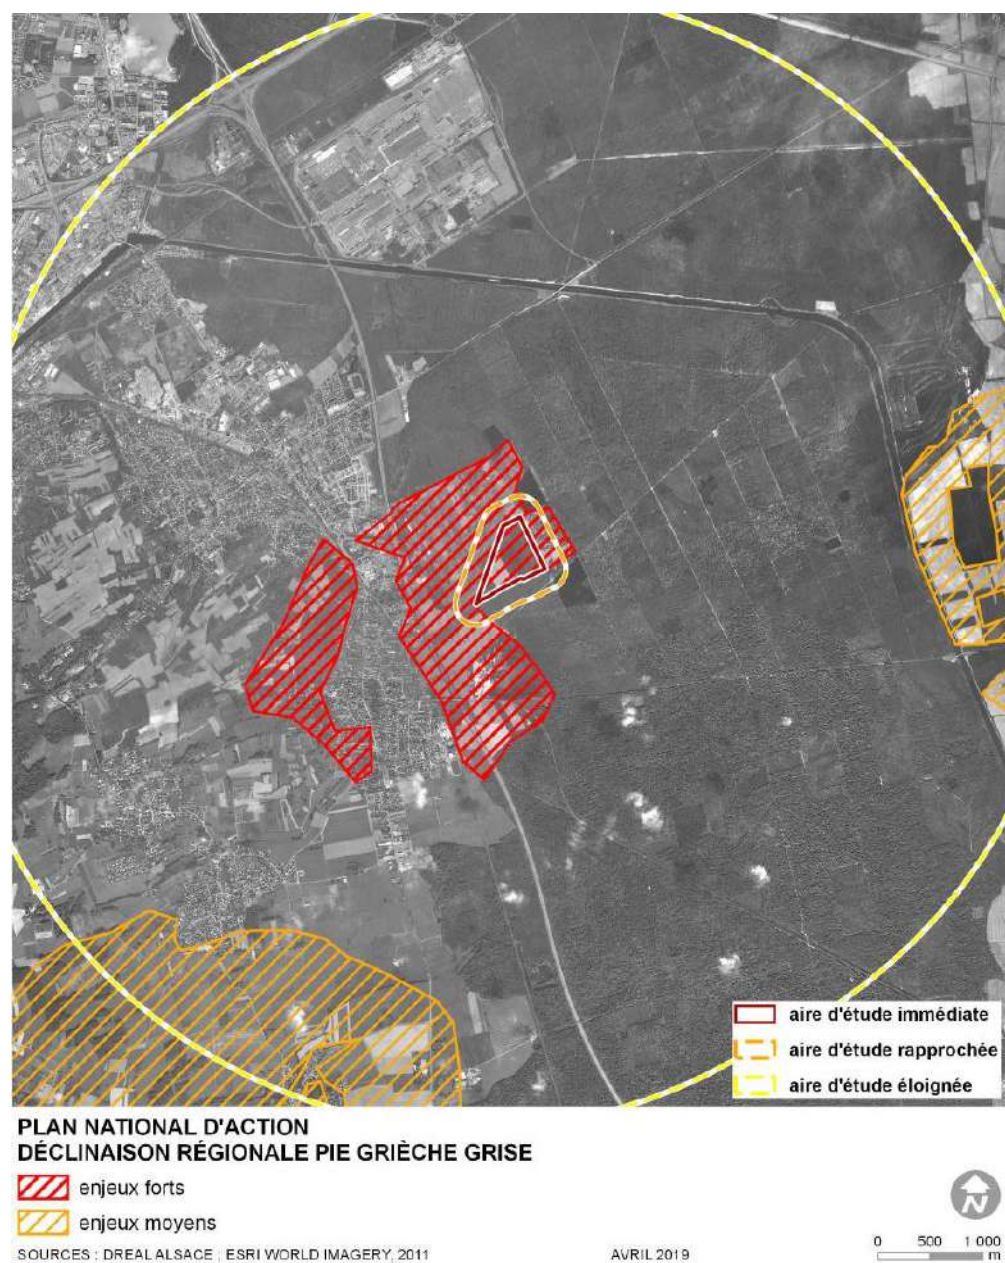 aire d'étude immédiate
aire d'étude rapprochée
aire d'étude éloignée
PLAN NATIONAL D'ACTION
DÉCLINAISON RÉGIONALE PIE GRIÈCHE GRISE
enjeux forts
enjeux moyens
N
SOURCES : DREAL ALSACE ; ESRI WORLD IMAGERY, 2011
AVRIL 2019
0 500 1 000
m